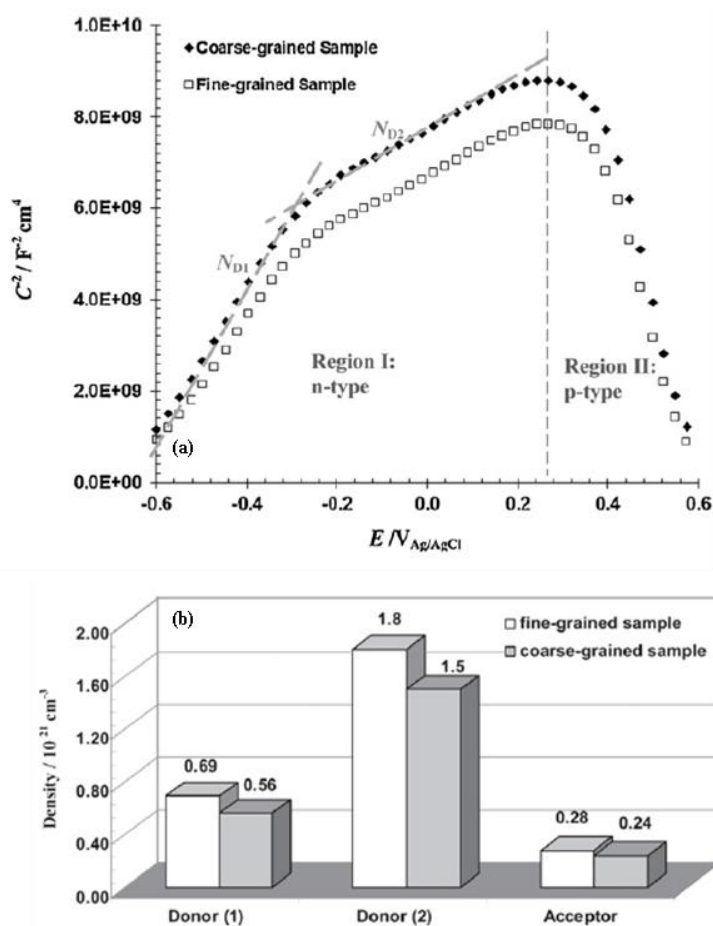 1.0E+10
Coarse-grained Sample
Fine-grained Sample
8.0E+09
N_D2
6.0E+09
C⁻² / F⁻² cm⁴
N_D1
4.0E+09
Region I:
n-type
Region II:
p-type
2.0E+09
(a)
0.0E+00
-0.6 -0.4 -0.2 0.0 0.2 0.4 0.6
E /V_Ag/AgCl
(b)
fine-grained sample
coarse-grained sample
2.00
1.60
1.20
0.80
0.40
0.00
Density / 10²¹ cm⁻³
1.8
1.5
0.69
0.56
0.28
0.24
Donor (1) Donor (2) Acceptor